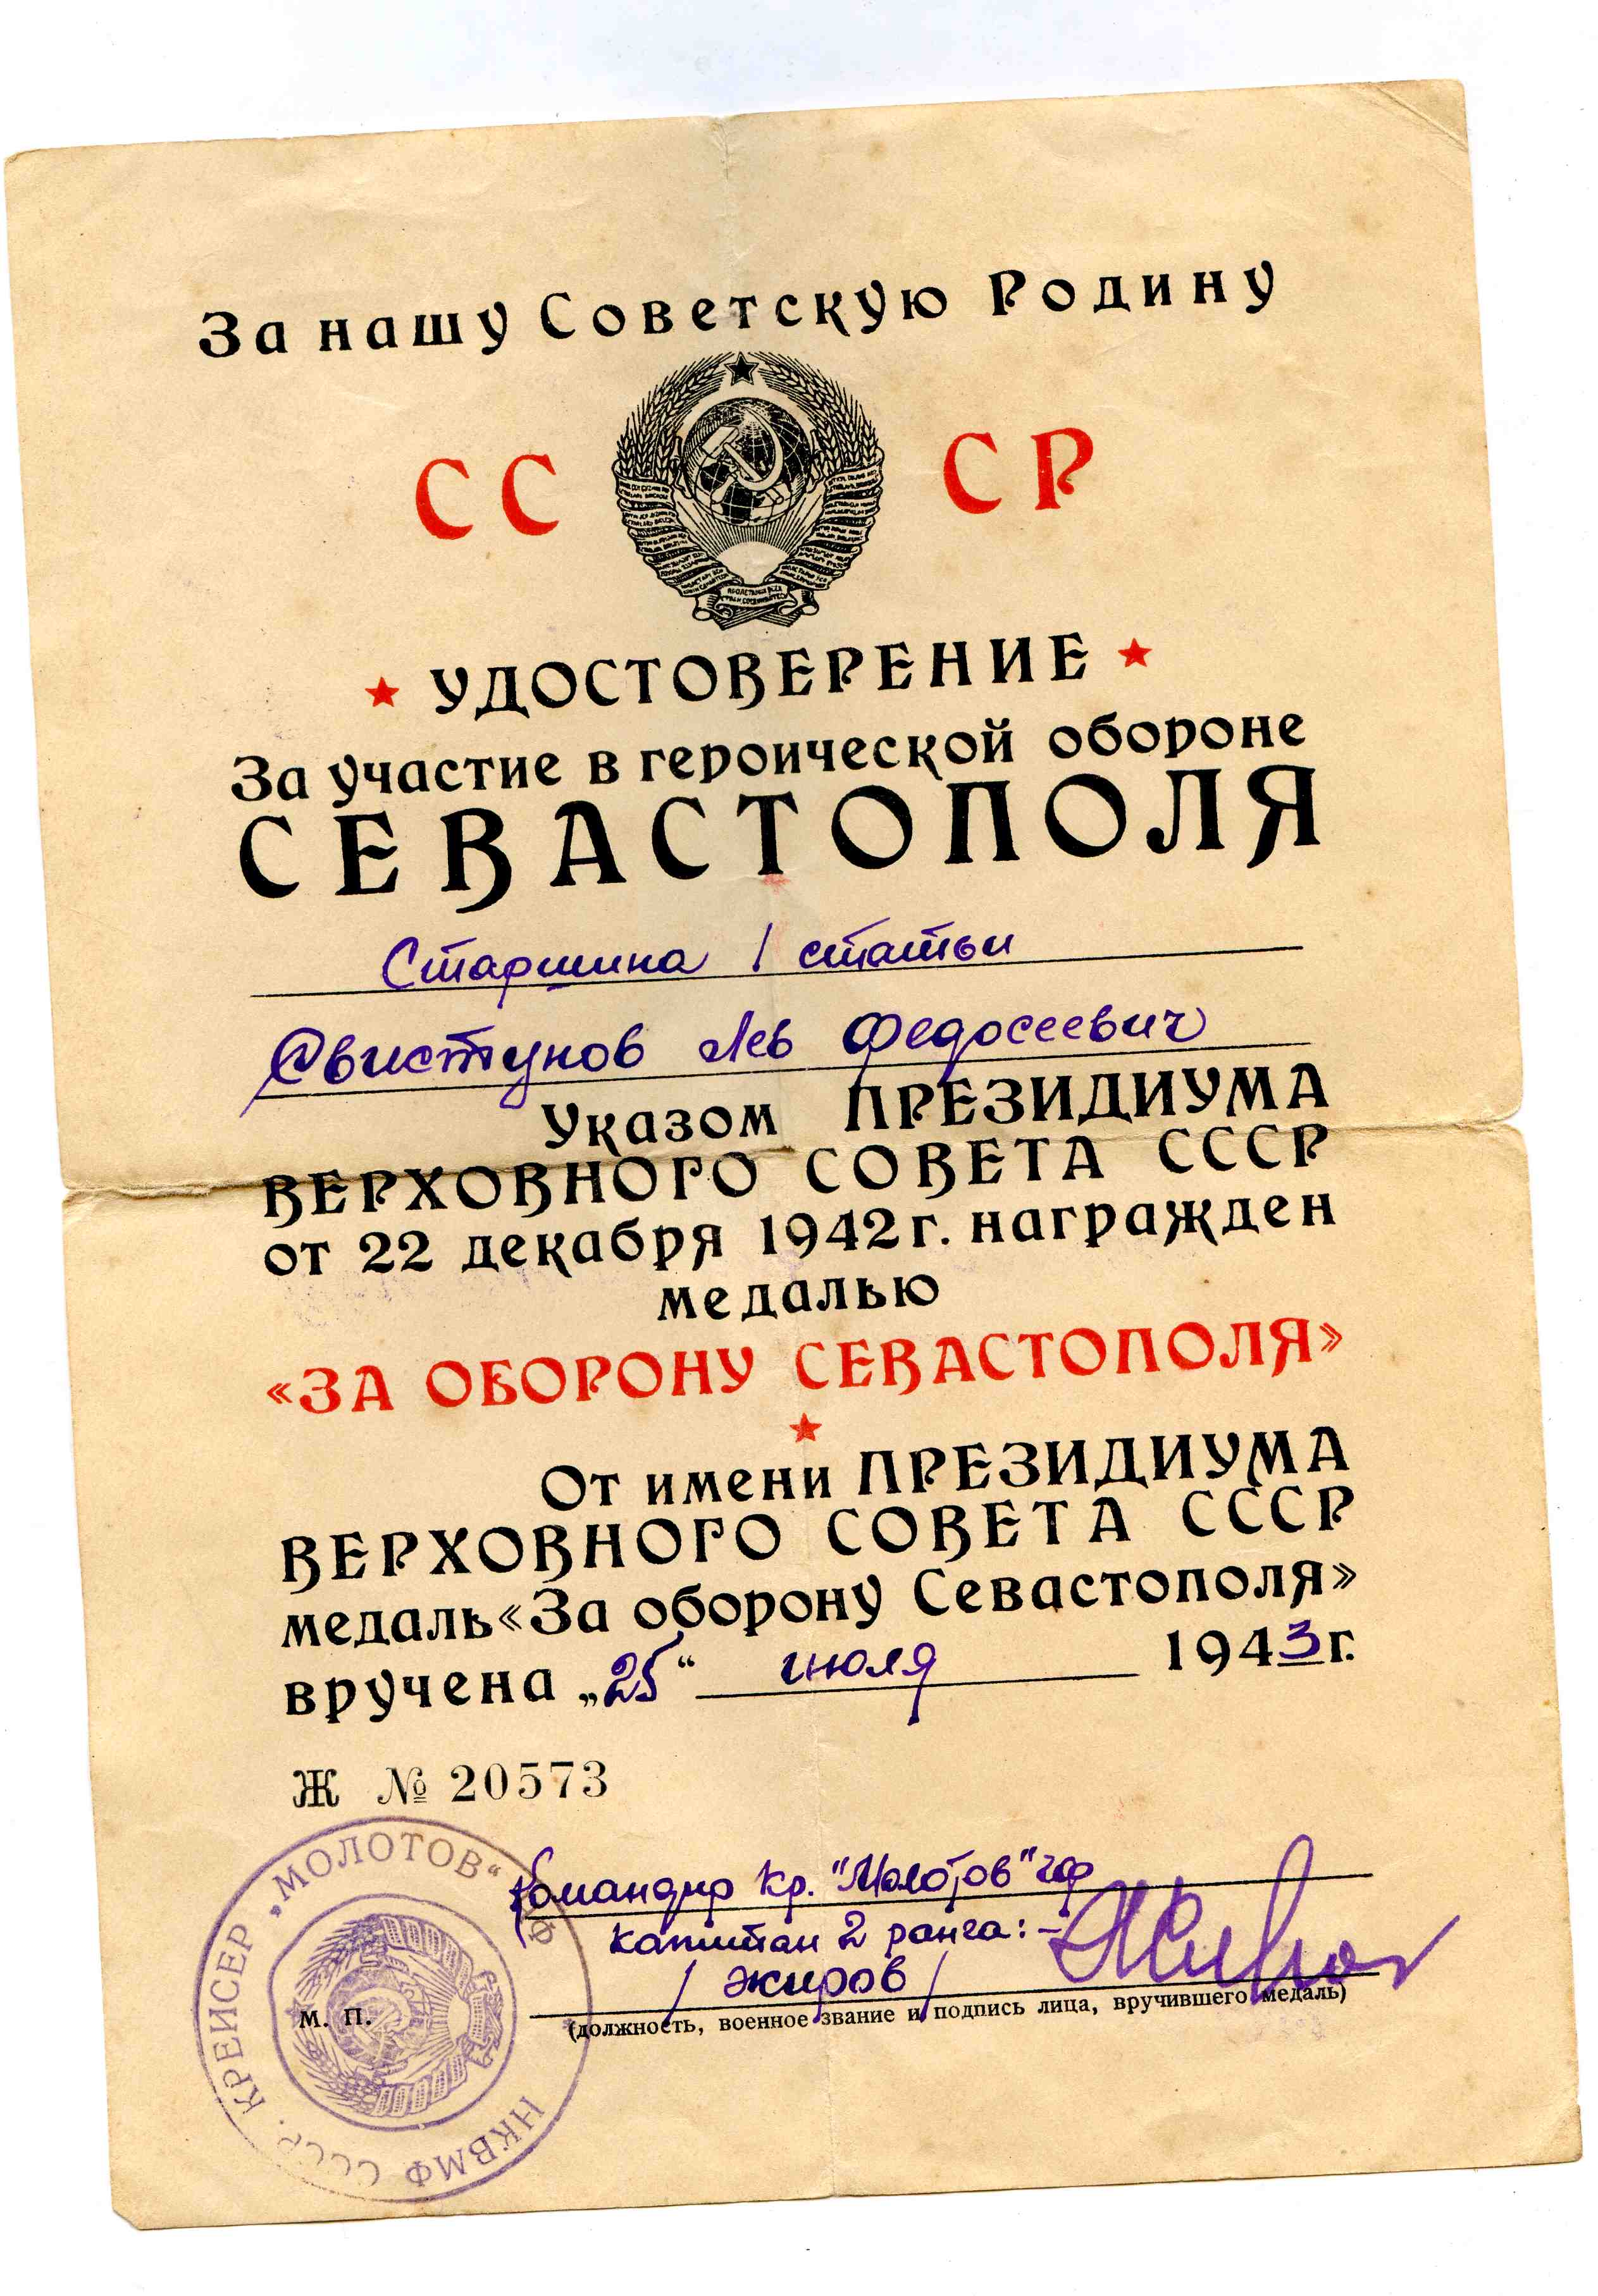 За нашу Советскую Родину
СС СР
УДОСТОВЕРЕНИЕ
За участие в героической обороне
СЕВАСТОПОЛЯ
Старшина 1 статьи
Свистунов Лев Федосеевич
Указом ПРЕЗИДИУМА
ВЕРХОВНОГО СОВЕТА СССР
от 22 декабря 1942 г. награжден
медалью
«ЗА ОБОРОНУ СЕВАСТОПОЛЯ»
От имени ПРЕЗИДИУМА
ВЕРХОВНОГО СОВЕТА СССР
медаль «За оборону Севастополя»
вручена „25“ июля 1943 г.
Ж № 20573
Командир кр. "Молотов" ЧФ
капитан 2 ранга: -
/ Жиров /
М. П.
(должность, военное звание и подпись лица, вручившего медаль)
НКВМФ СССР. КРЕЙСЕР „МОЛОТОВ“ ЧФ